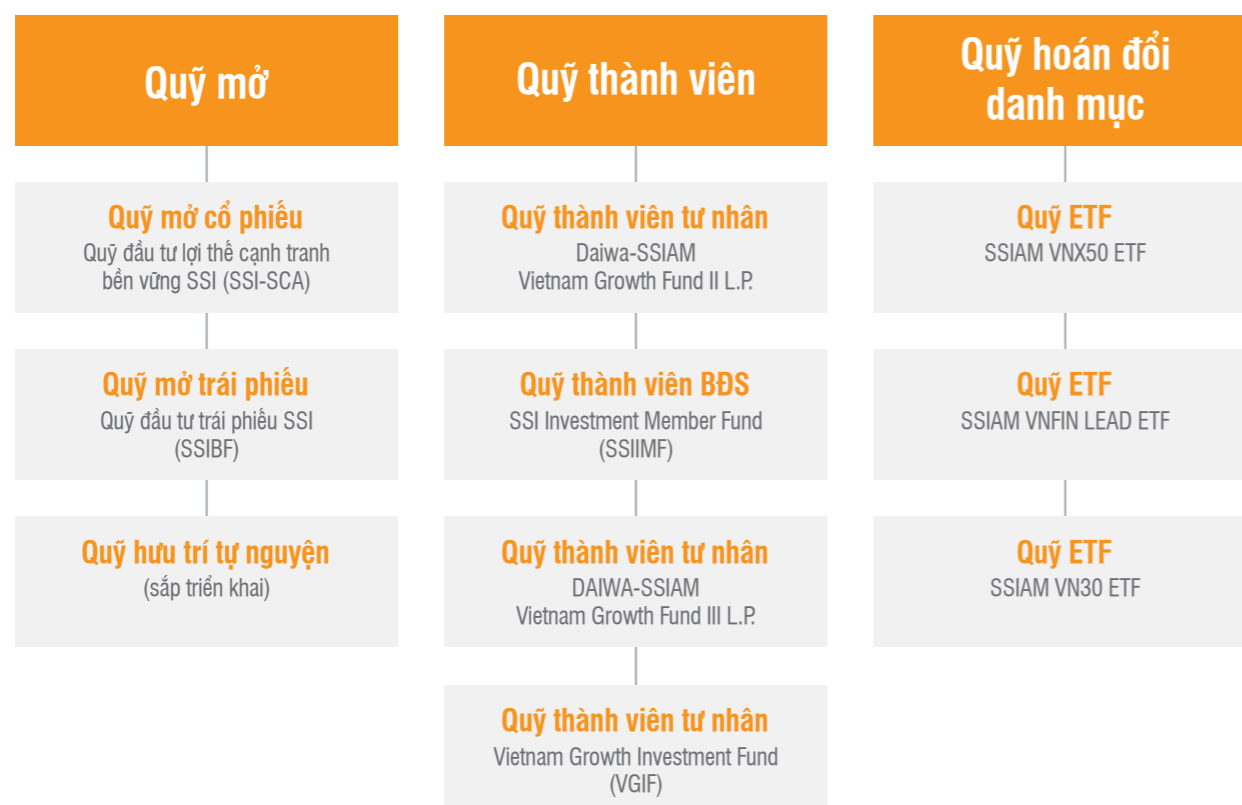 Quỹ mở
Quỹ mở cổ phiếu
Quỹ đầu tư lợi thế cạnh tranh
bền vững SSI (SSI-SCA)
Quỹ mở trái phiếu
Quỹ đầu tư trái phiếu SSI
(SSIBF)
Quỹ hưu trí tự nguyện
(sắp triển khai)
Quỹ thành viên
Quỹ thành viên tư nhân
Daiwa-SSIAM
Vietnam Growth Fund II L.P.
Quỹ thành viên BĐS
SSI Investment Member Fund
(SSIIMF)
Quỹ thành viên tư nhân
DAIWA-SSIAM
Vietnam Growth Fund III L.P.
Quỹ thành viên tư nhân
Vietnam Growth Investment Fund
(VGIF)
Quỹ hoán đổi
danh mục
Quỹ ETF
SSIAM VNX50 ETF
Quỹ ETF
SSIAM VNFIN LEAD ETF
Quỹ ETF
SSIAM VN30 ETF